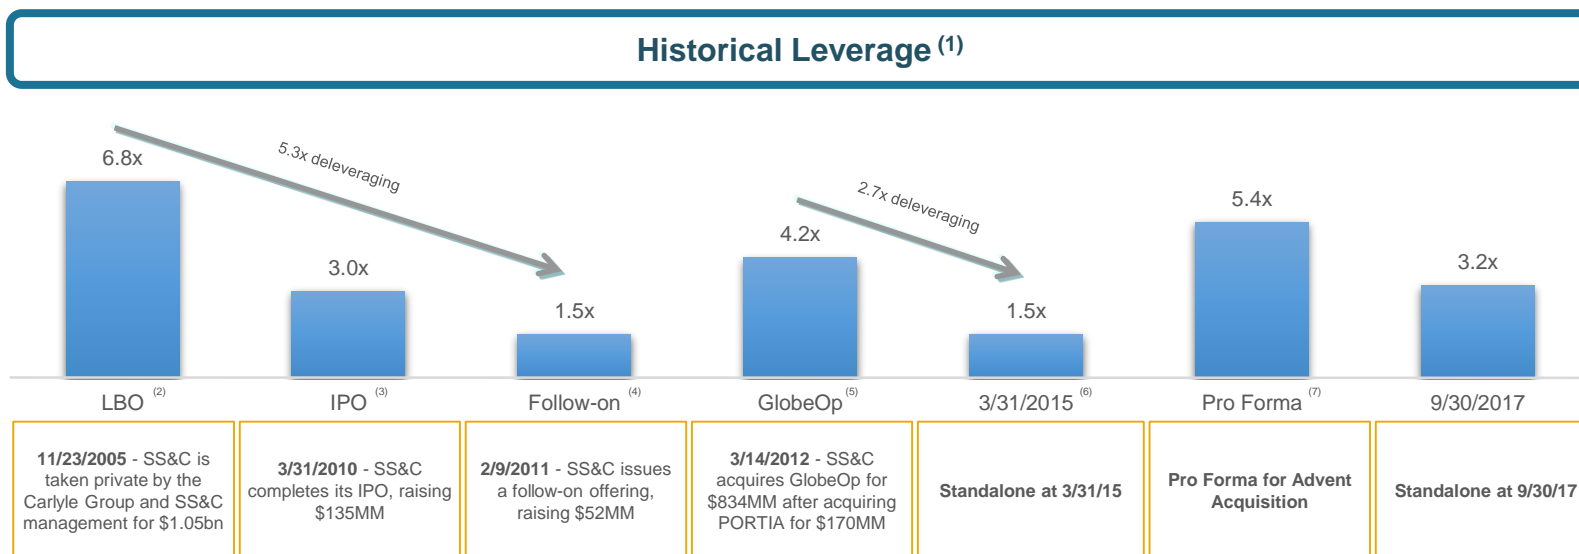 Historical Leverage (1)
5.3x deleveraging
2.7x deleveraging
6.8x
3.0x
1.5x
4.2x
1.5x
5.4x
3.2x
LBO (2)
IPO (3)
Follow-on (4)
GlobeOp (5)
3/31/2015 (6)
Pro Forma (7)
9/30/2017
11/23/2005 - SS&C is
taken private by the
Carlyle Group and SS&C
management for $1.05bn
3/31/2010 - SS&C
completes its IPO, raising
$135MM
2/9/2011 - SS&C issues
a follow-on offering,
raising $52MM
3/14/2012 - SS&C
acquires GlobeOp for
$834MM after acquiring
PORTIA for $170MM
Standalone at 3/31/15
Pro Forma for Advent
Acquisition
Standalone at 9/30/17